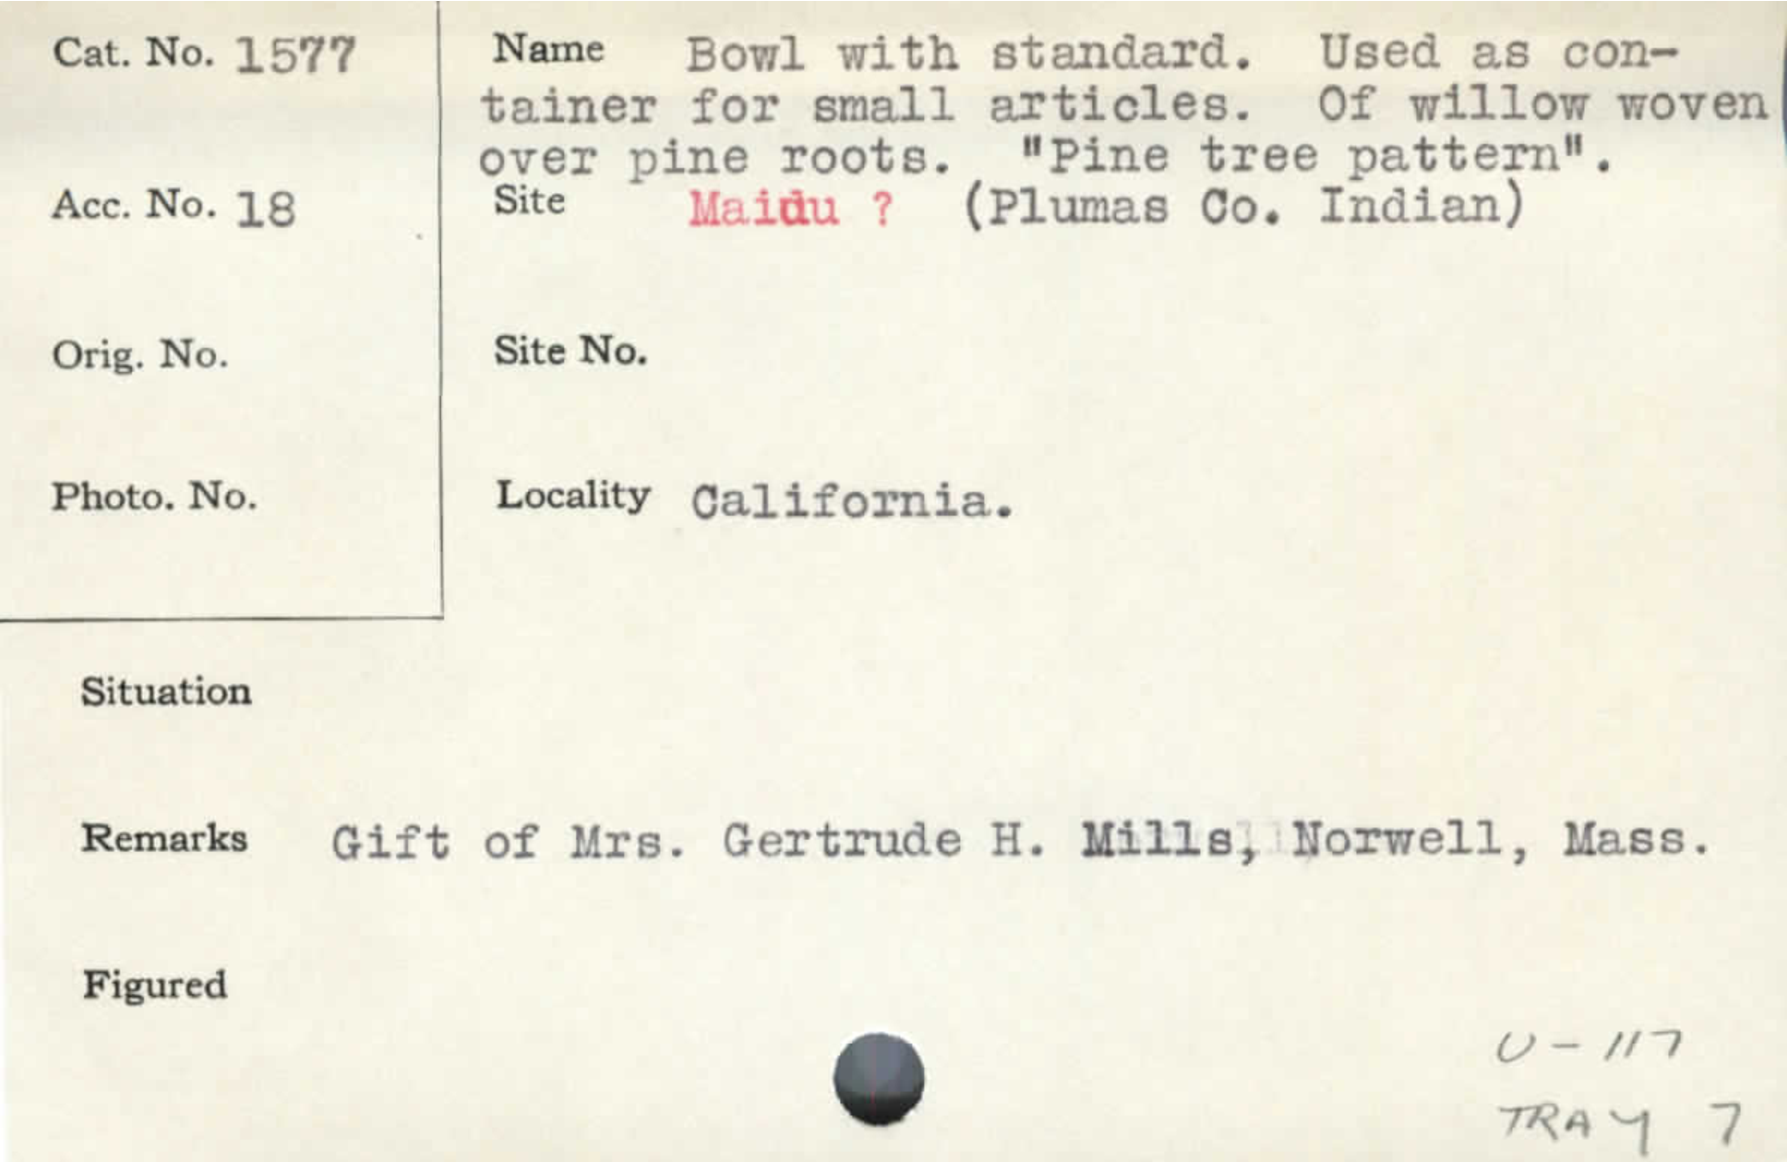 Cat. No. 1577
Name Bowl with standard. Used as con-
tainer for small articles. Of willow woven
over pine roots. "Pine tree pattern".
Acc. No. 18
Site Maidu ? (Plumas Co. Indian)
Orig. No.
Site No.
Photo. No.
Locality California.
Situation
Remarks Gift of Mrs. Gertrude H. Mills, Norwell, Mass.
Figured
U-117
TRAY 7